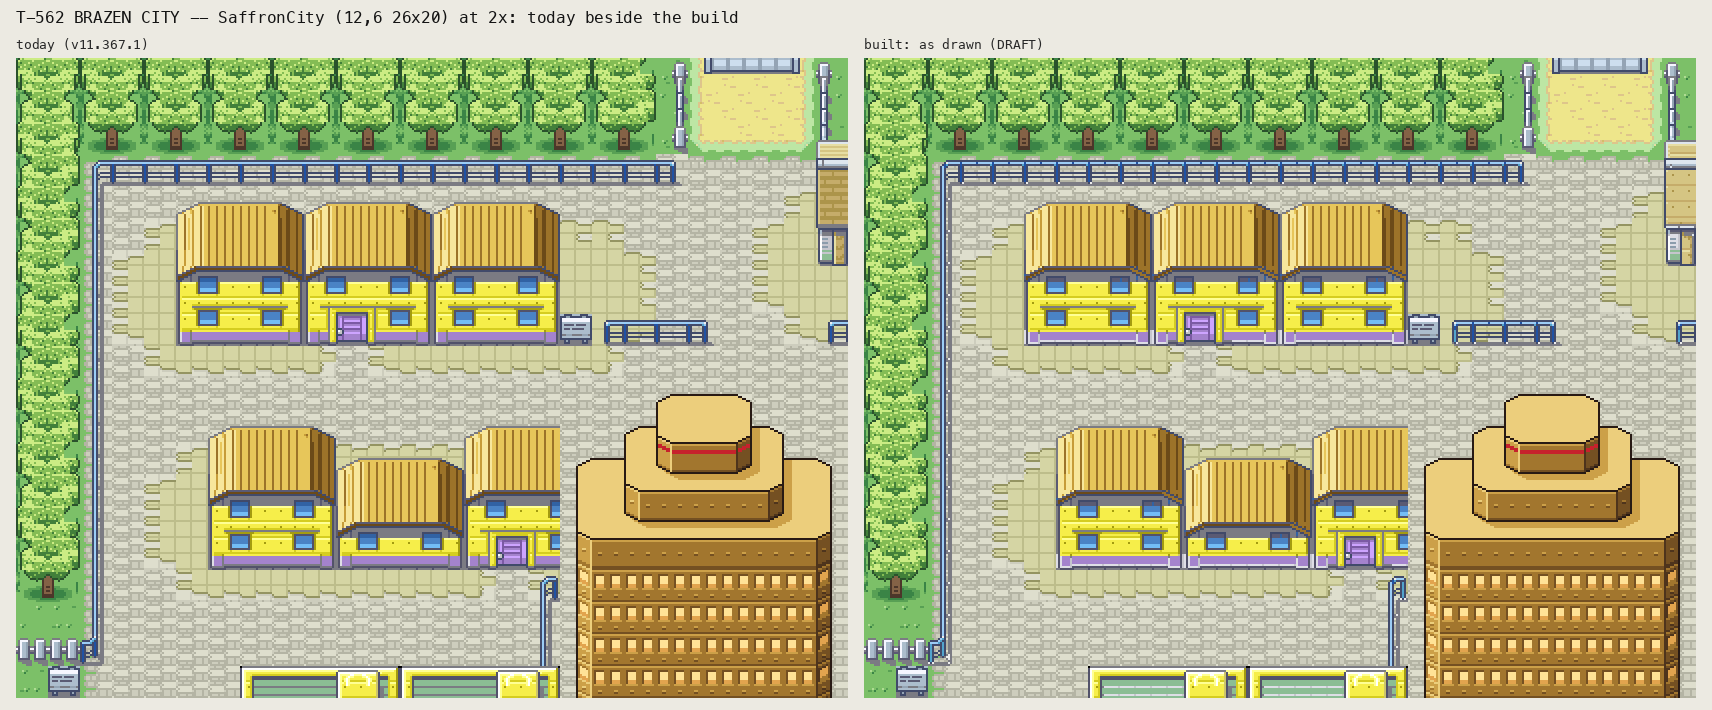 T-562 BRAZEN CITY —— SaffronCity (12,6 26x20) at 2x: today beside the build
today (v11.367.1)
built: as drawn (DRAFT)